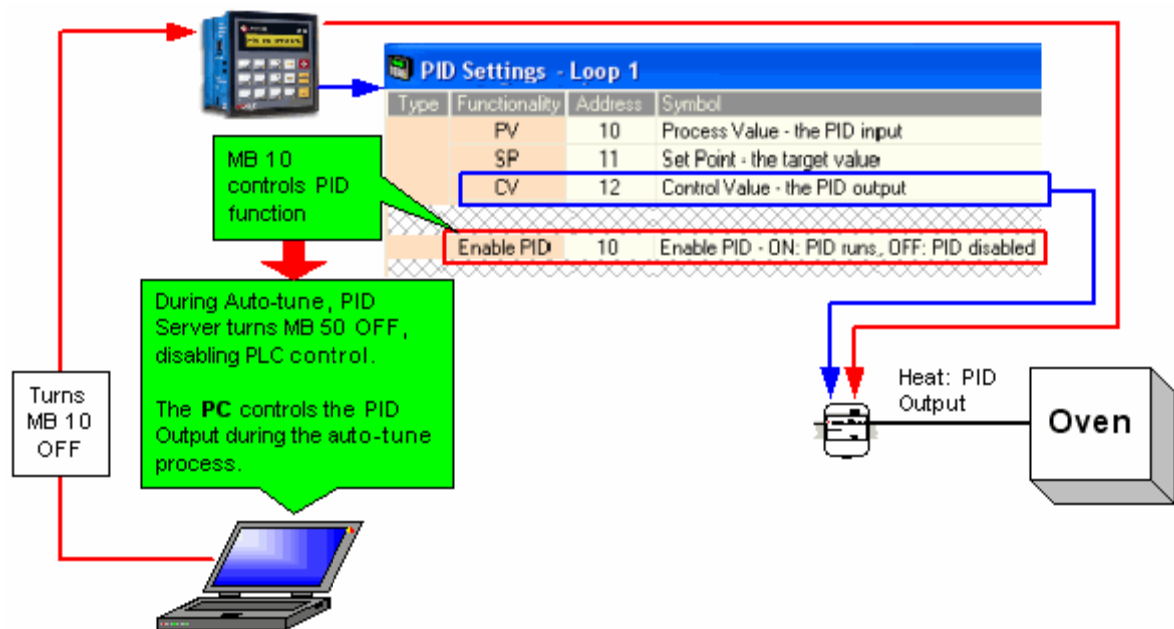 PID Settings - Loop 1
Type Functionality Address Symbol
PV 10 Process Value - the PID input
SP 11 Set Point - the target value
CV 12 Control Value - the PID output
Enable PID 10 Enable PID - ON: PID runs, OFF: PID disabled
MB 10
controls PID
function
During Auto-tune, PID
Server turns MB 50 OFF,
disabling PLC control.
The PC controls the PID
Output during the auto-tune
process.
Turns
MB 10
OFF
Heat: PID
Output
Oven